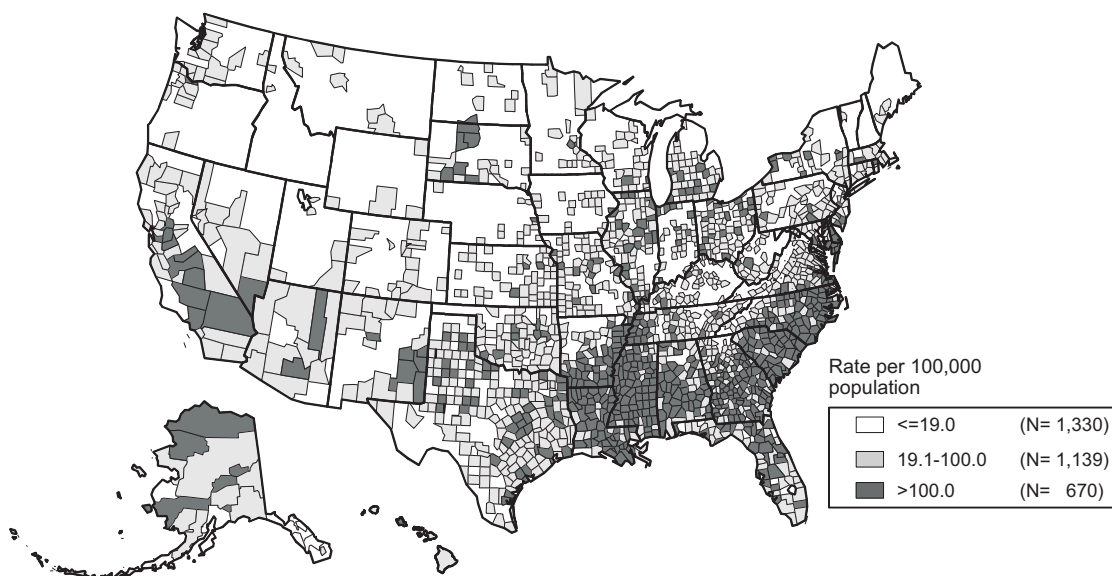 Rate per 100,000
population
<=19.0 (N= 1,330)
19.1-100.0 (N= 1,139)
>100.0 (N= 670)